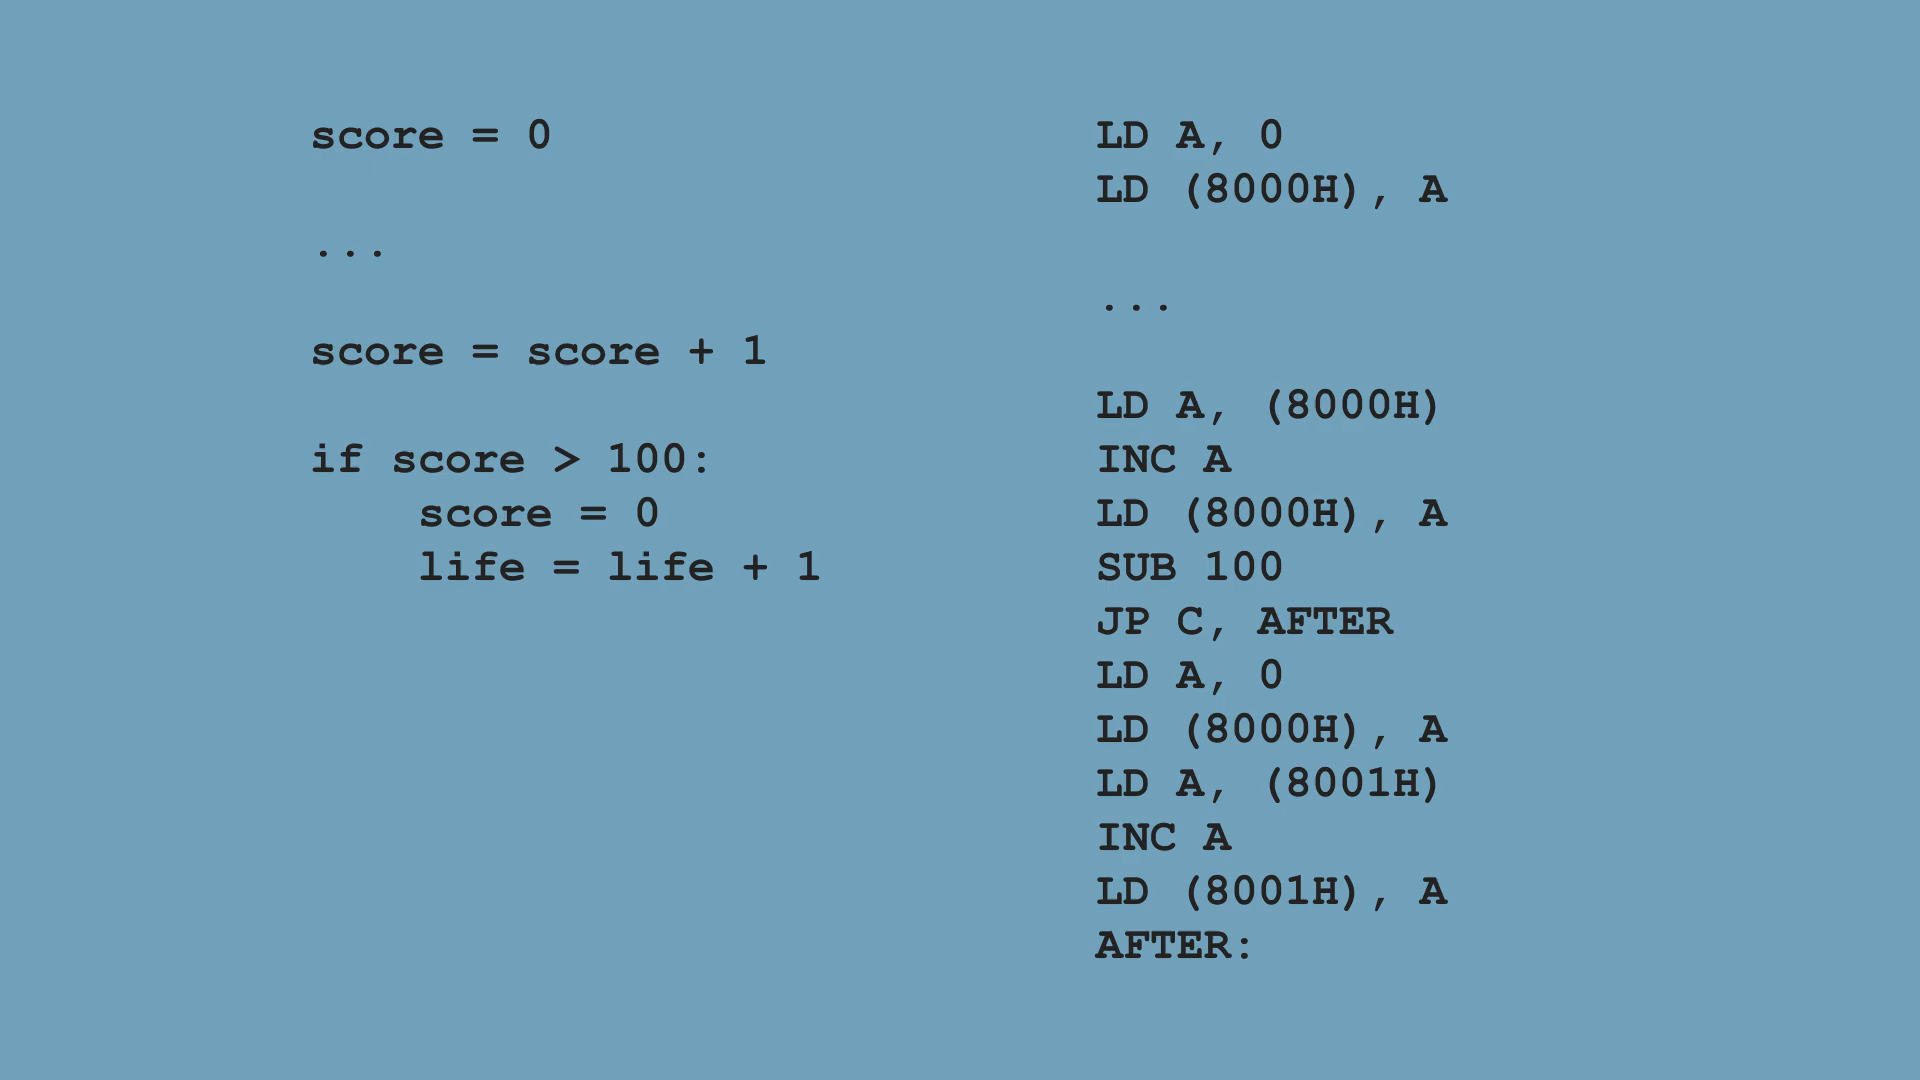 score = 0
...
score = score + 1
if score > 100:
    score = 0
    life = life + 1
LD A, 0
LD (8000H), A
...
LD A, (8000H)
INC A
LD (8000H), A
SUB 100
JP C, AFTER
LD A, 0
LD (8000H), A
LD A, (8001H)
INC A
LD (8001H), A
AFTER: